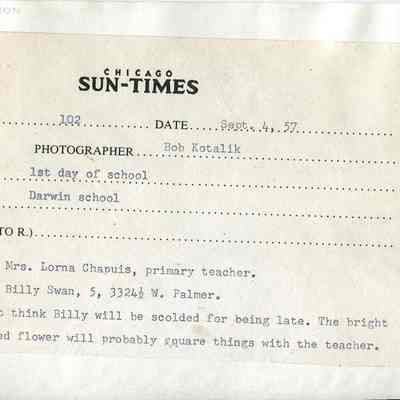 CHICAGO
SUN-TIMES
102 DATE Sept. 4, 57
PHOTOGRAPHER Bob Kotalik
1st day of school
Darwin school
TO R.)
Mrs. Lorna Chapuis, primary teacher.
Billy Swan, 5, 3324½ W. Palmer.
think Billy will be scolded for being late. The bright
flower will probably square things with the teacher.